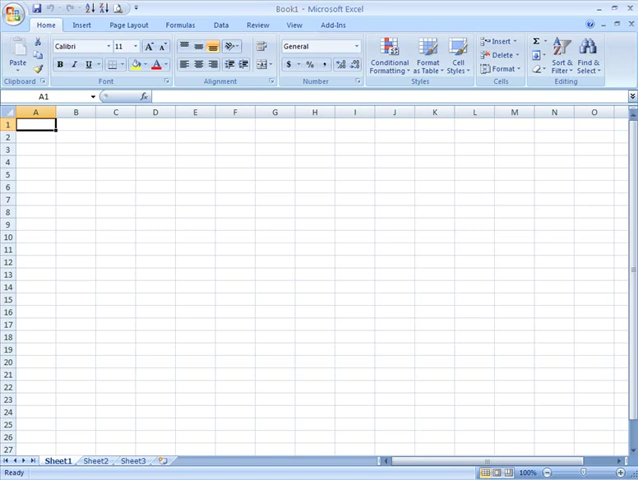 Book1 - Microsoft Excel
Home Insert Page Layout Formulas Data Review View Add-Ins
Calibri 11 A A General Insert Σ
Paste B I U A $ % , Conditional Formatting Format as Table Cell Styles Delete Sort & Filter Find & Select
Format
Clipboard Font Alignment Number Styles Cells Editing
A1 fx
A B C D E F G H I J K L M N O
1
2
3
4
5
6
7
8
9
10
11
12
13
14
15
16
17
18
19
20
21
22
23
24
25
26
27
Sheet1 Sheet2 Sheet3
Ready 100%